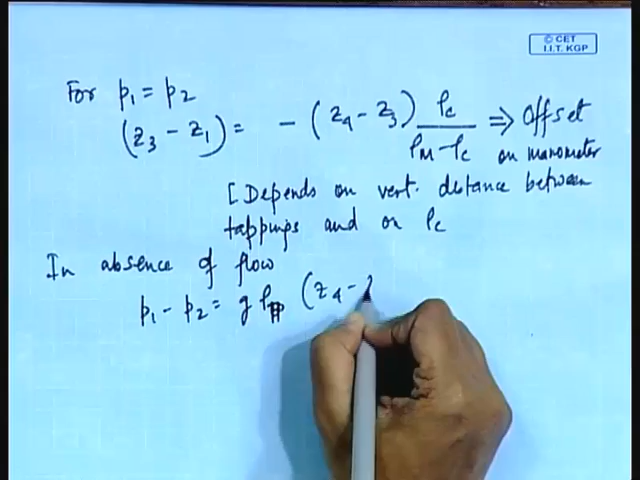 © CET
I.I.T. KGP
For p₁ = p₂
(z₃ − z₁) = − (z₄ − z₃) ρc / (ρM − ρc) ⇒ Offset
on manometer
[Depends on vert. distance between
tappings and on ρc
In absence of flow
p₁ − p₂ = g ρ (z₄ −